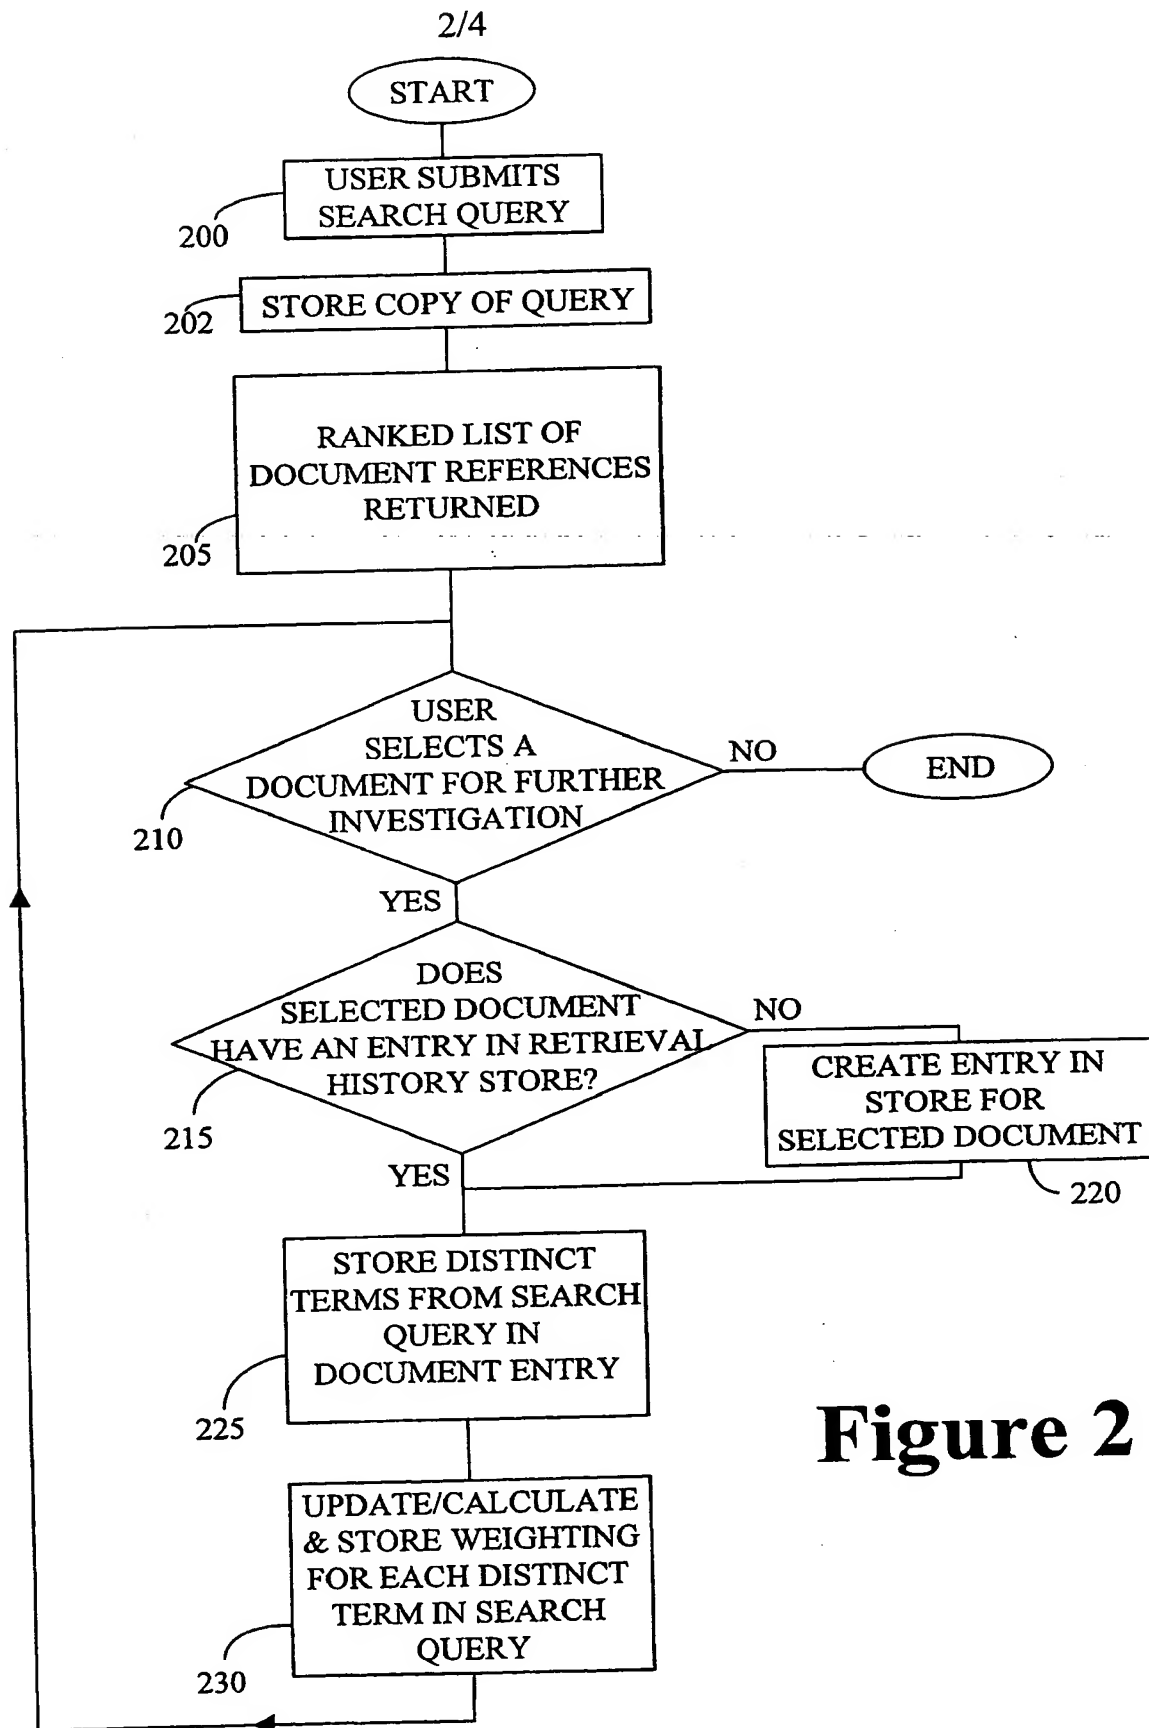 2/4
START
USER SUBMITS
SEARCH QUERY
200
STORE COPY OF QUERY
202
RANKED LIST OF
DOCUMENT REFERENCES
RETURNED
205
USER
SELECTS A
DOCUMENT FOR FURTHER
INVESTIGATION
210
NO
END
YES
DOES
SELECTED DOCUMENT
HAVE AN ENTRY IN RETRIEVAL
HISTORY STORE?
215
NO
CREATE ENTRY IN
STORE FOR
SELECTED DOCUMENT
220
YES
STORE DISTINCT
TERMS FROM SEARCH
QUERY IN
DOCUMENT ENTRY
225
Figure 2
UPDATE/CALCULATE
& STORE WEIGHTING
FOR EACH DISTINCT
TERM IN SEARCH
QUERY
230